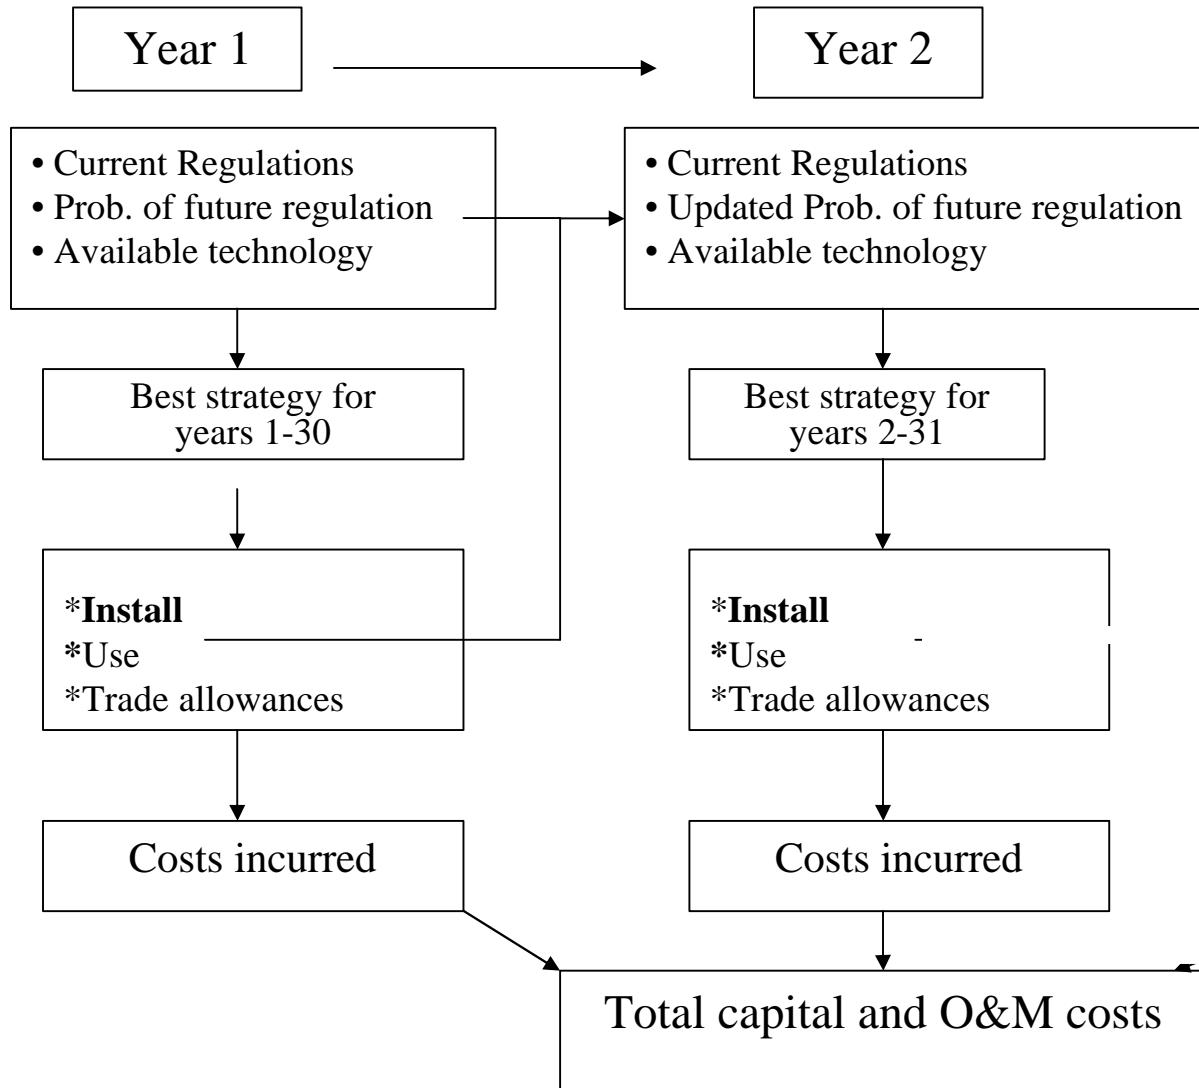 Year 1
Year 2
• Current Regulations
• Prob. of future regulation
• Available technology
• Current Regulations
• Updated Prob. of future regulation
• Available technology
Best strategy for
years 1-30
Best strategy for
years 2-31
*Install
*Use
*Trade allowances
*Install
*Use
*Trade allowances
Costs incurred
Costs incurred
Total capital and O&M costs